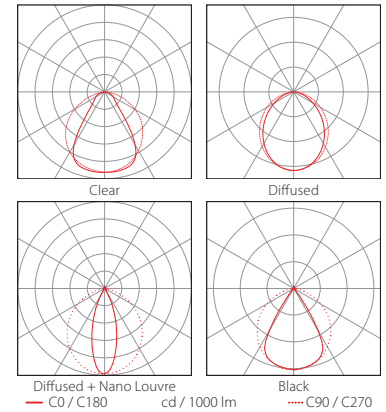 Clear
Diffused
Diffused + Nano Louvre
Black
C0 / C180
cd / 1000 lm
C90 / C270